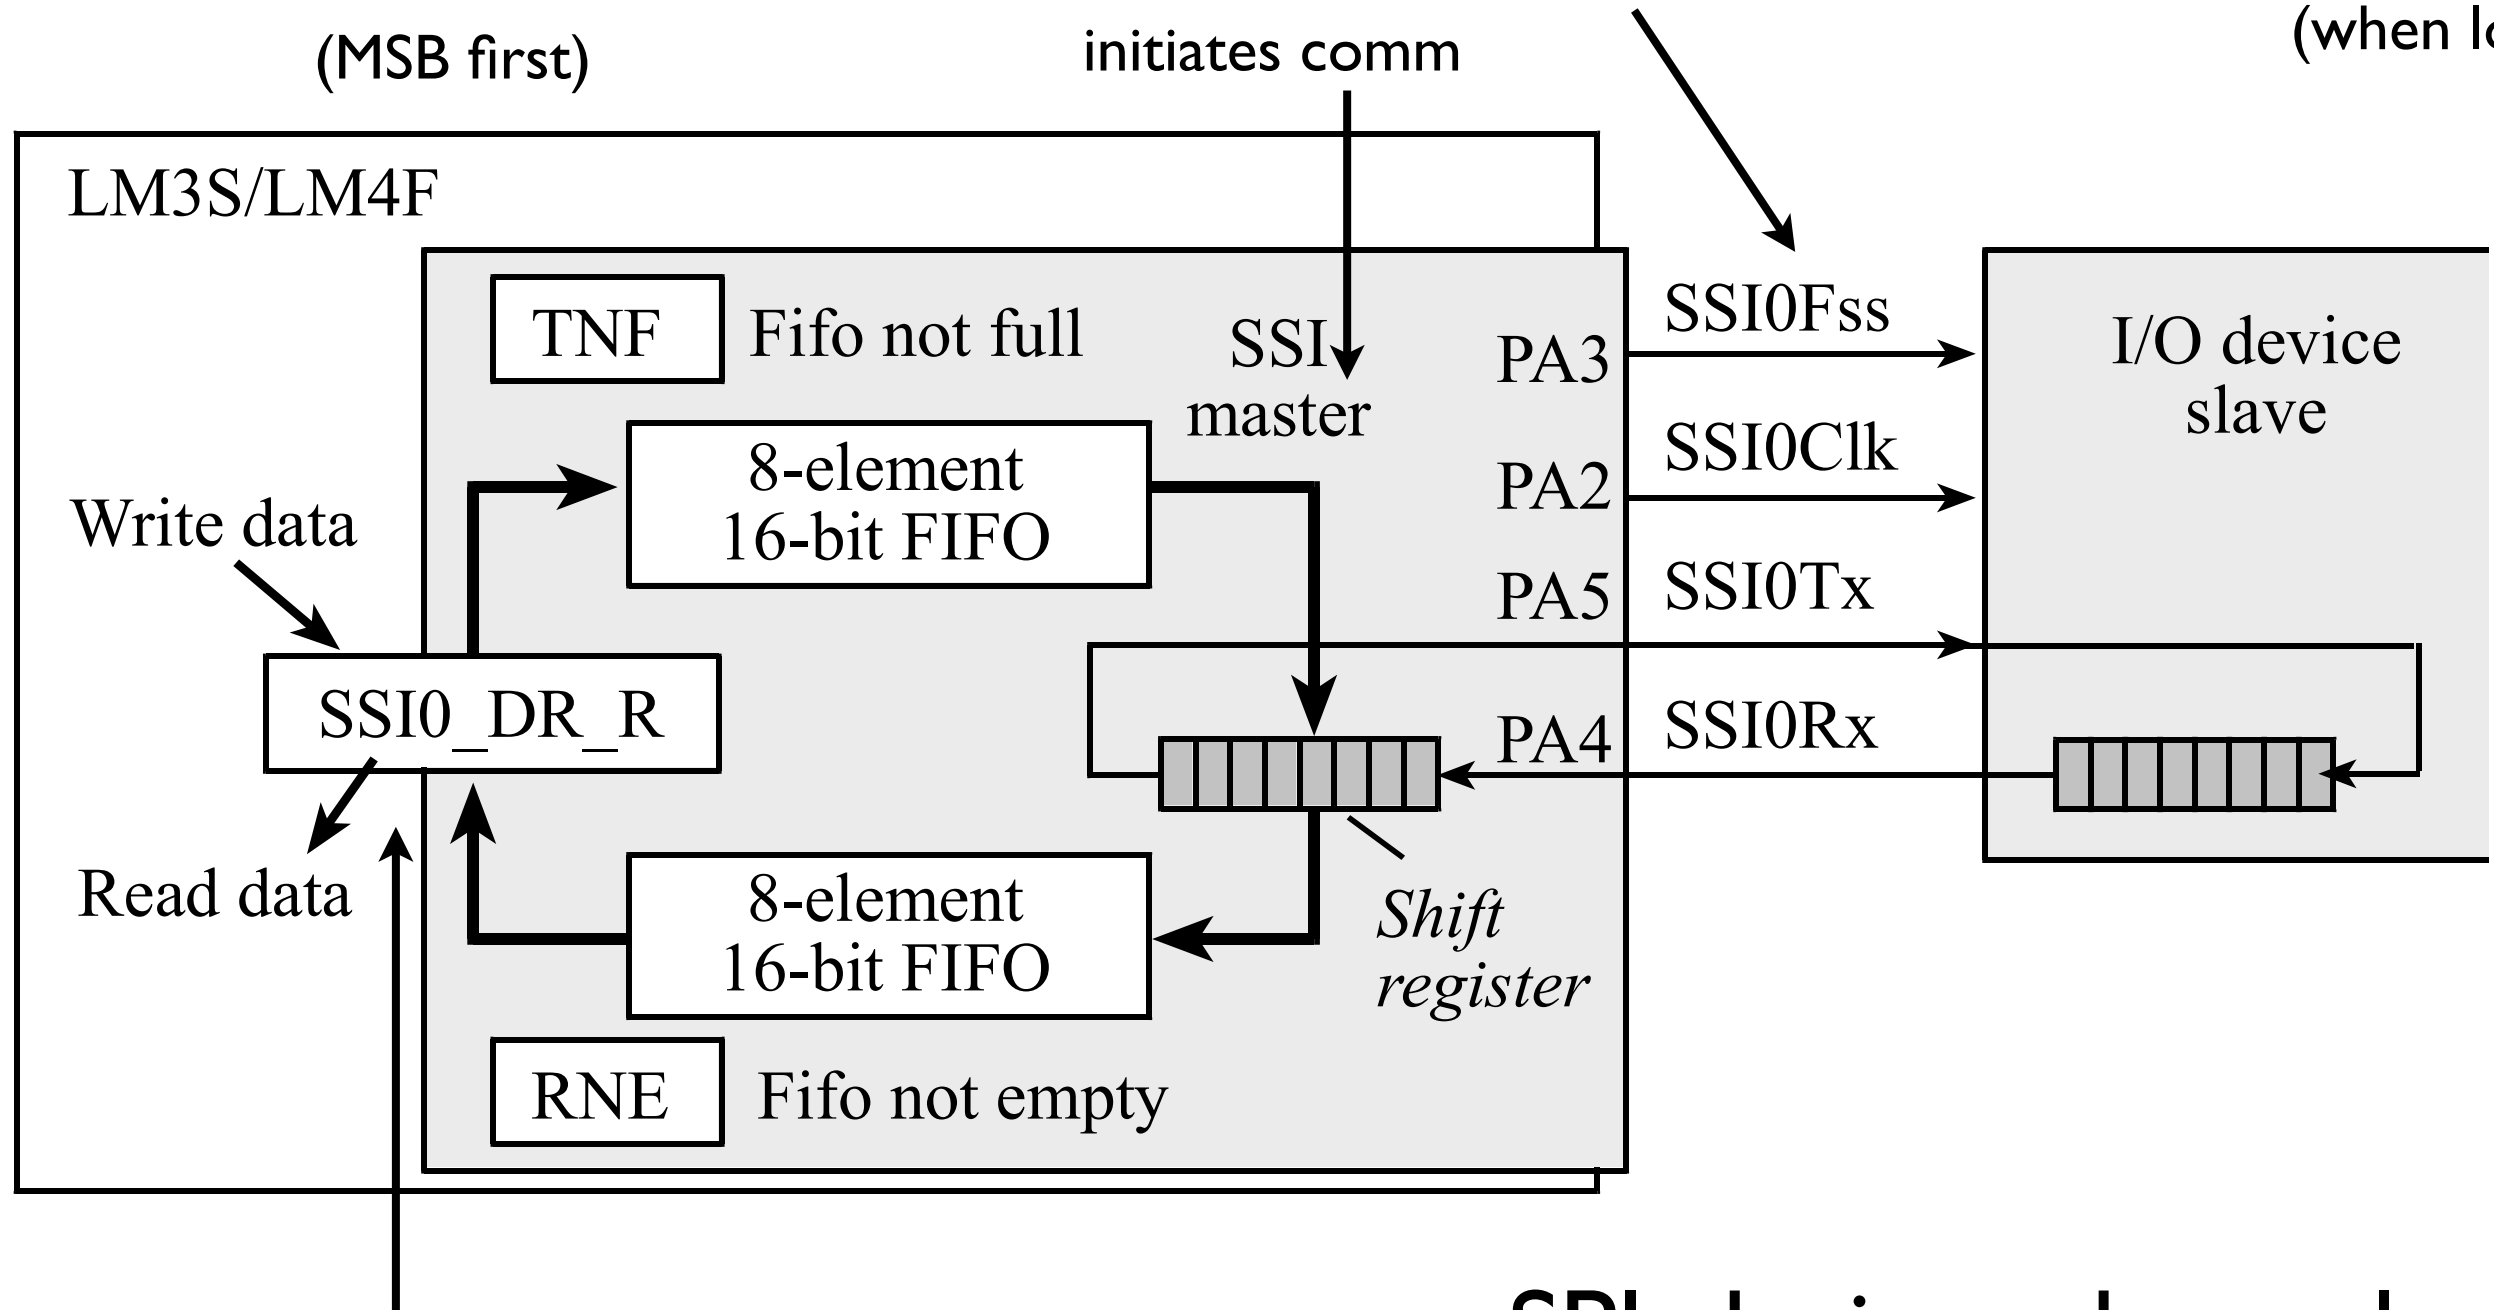 (MSB first)
initiates comm
(when
LM3S/LM4F
TNF
Fifo not full
SSI
master
PA3
SSI0Fss
I/O device
slave
8-element
16-bit FIFO
PA2
SSI0Clk
Write data
PA5
SSI0Tx
SSI0_DR_R
PA4
SSI0Rx
Read data
8-element
16-bit FIFO
Shift
register
RNE
Fifo not empty